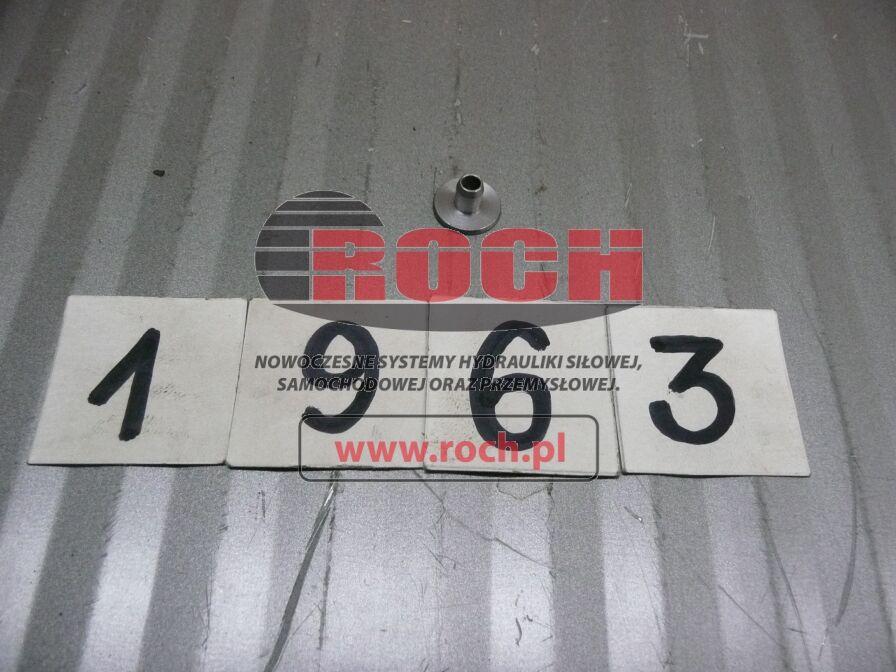 ROCH
1 9 6 3
NOWOCZESNE SYSTEMY HYDRAULIKI SIŁOWEJ,
SAMOCHODOWEJ ORAZ PRZEMYSŁOWEJ.
www.roch.pl